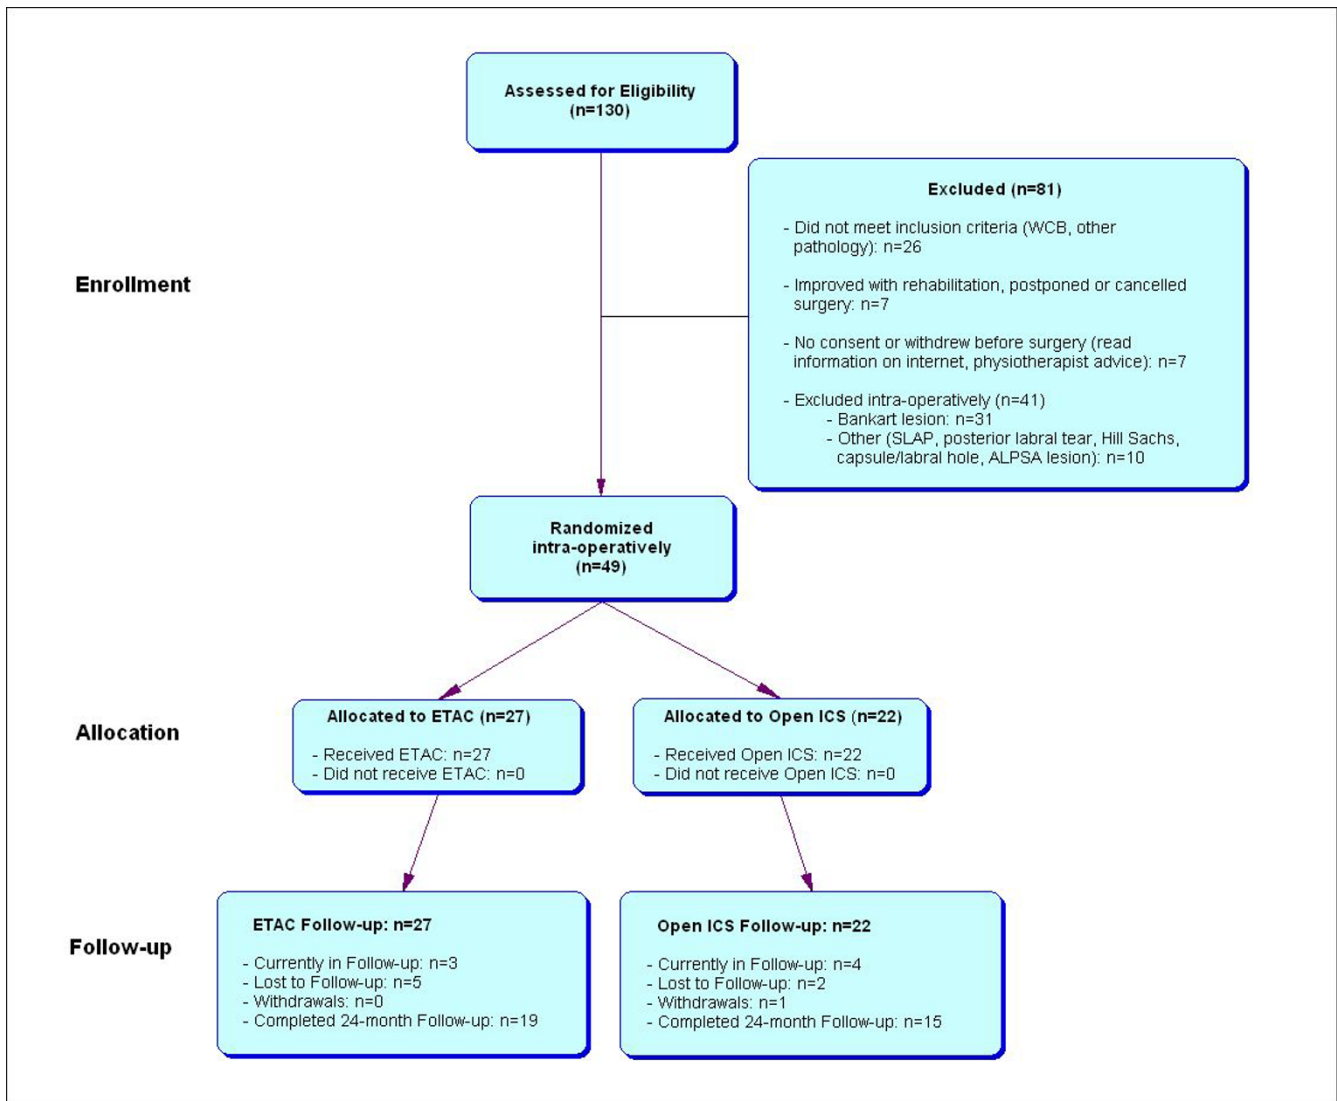 Assessed for Eligibility
(n=130)
Excluded (n=81)
- Did not meet inclusion criteria (WCB, other
pathology): n=26
- Improved with rehabilitation, postponed or cancelled
surgery: n=7
- No consent or withdrew before surgery (read
information on internet, physiotherapist advice): n=7
- Excluded intra-operatively (n=41)
- Bankart lesion: n=31
- Other (SLAP, posterior labral tear, Hill Sachs,
capsule/labral hole, ALPSA lesion): n=10
Enrollment
Randomized
intra-operatively
(n=49)
Allocation
Allocated to ETAC (n=27)
- Received ETAC: n=27
- Did not receive ETAC: n=0
Allocated to Open ICS (n=22)
- Received Open ICS: n=22
- Did not receive Open ICS: n=0
Follow-up
ETAC Follow-up: n=27
- Currently in Follow-up: n=3
- Lost to Follow-up: n=5
- Withdrawals: n=0
- Completed 24-month Follow-up: n=19
Open ICS Follow-up: n=22
- Currently in Follow-up: n=4
- Lost to Follow-up: n=2
- Withdrawals: n=1
- Completed 24-month Follow-up: n=15